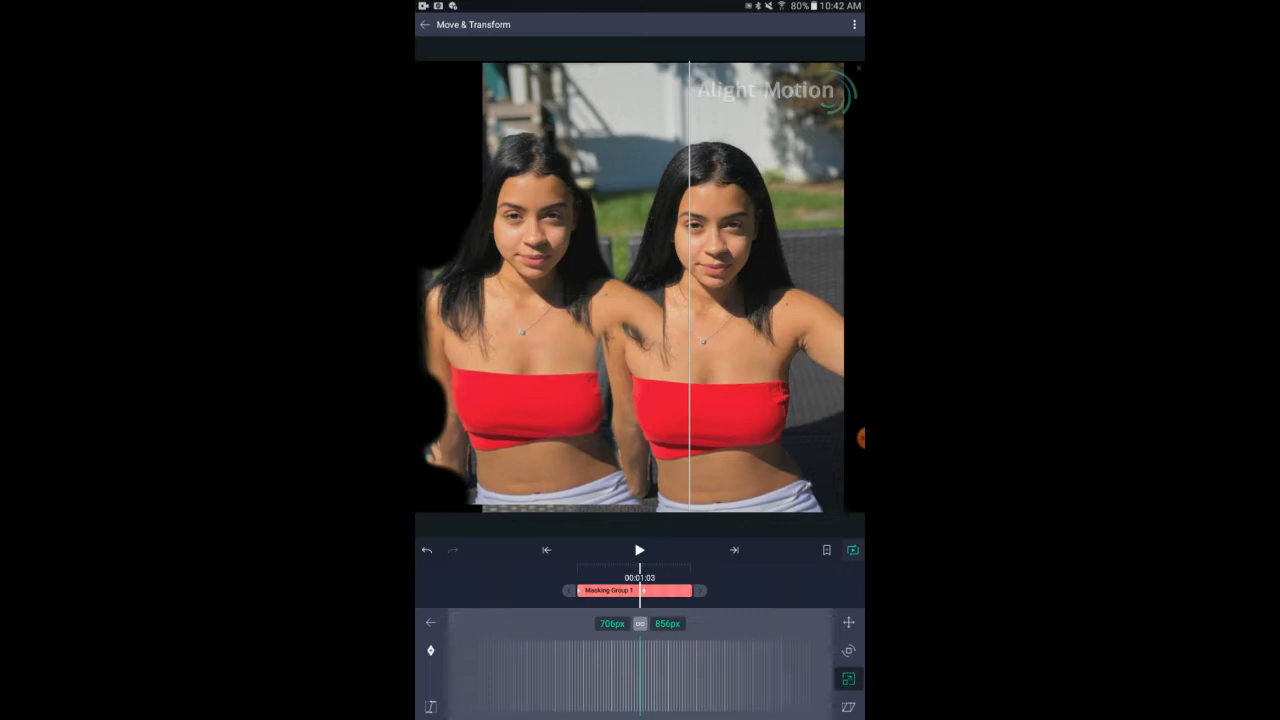 80% 10:42 AM
Move & Transform
Alight Motion
00:01:03
Masking Group 1
706px 856px